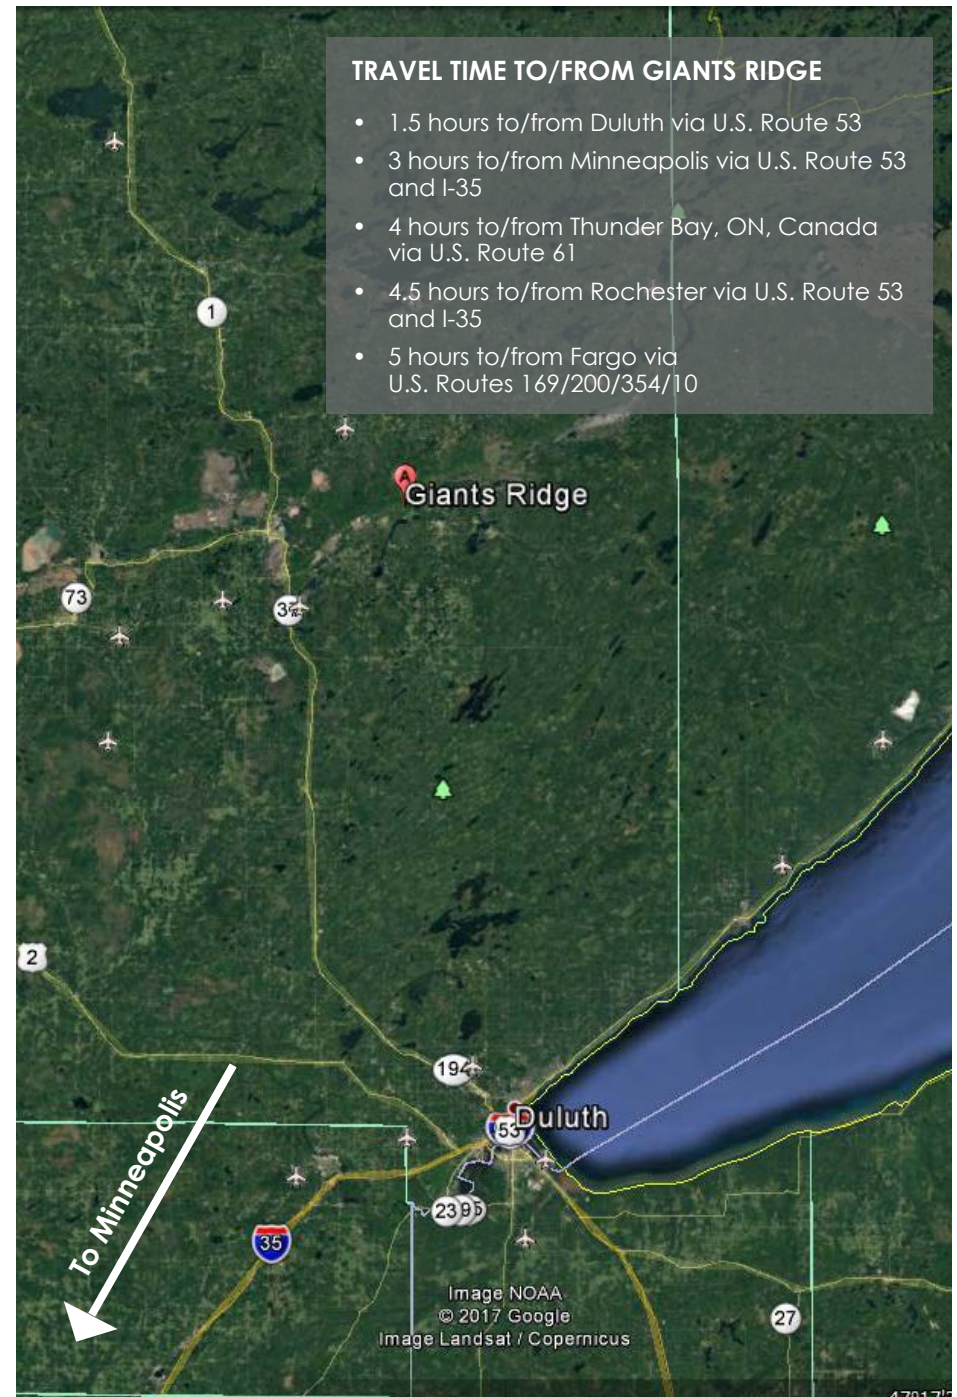 TRAVEL TIME TO/FROM GIANTS RIDGE
• 1.5 hours to/from Duluth via U.S. Route 53
• 3 hours to/from Minneapolis via U.S. Route 53
and I-35
• 4 hours to/from Thunder Bay, ON, Canada
via U.S. Route 61
• 4.5 hours to/from Rochester via U.S. Route 53
and I-35
• 5 hours to/from Fargo via
U.S. Routes 169/200/354/10
1
A
Giants Ridge
73
2
194
Duluth
53
To Minneapolis
23
35
Image NOAA
© 2017 Google
Image Landsat / Copernicus
27